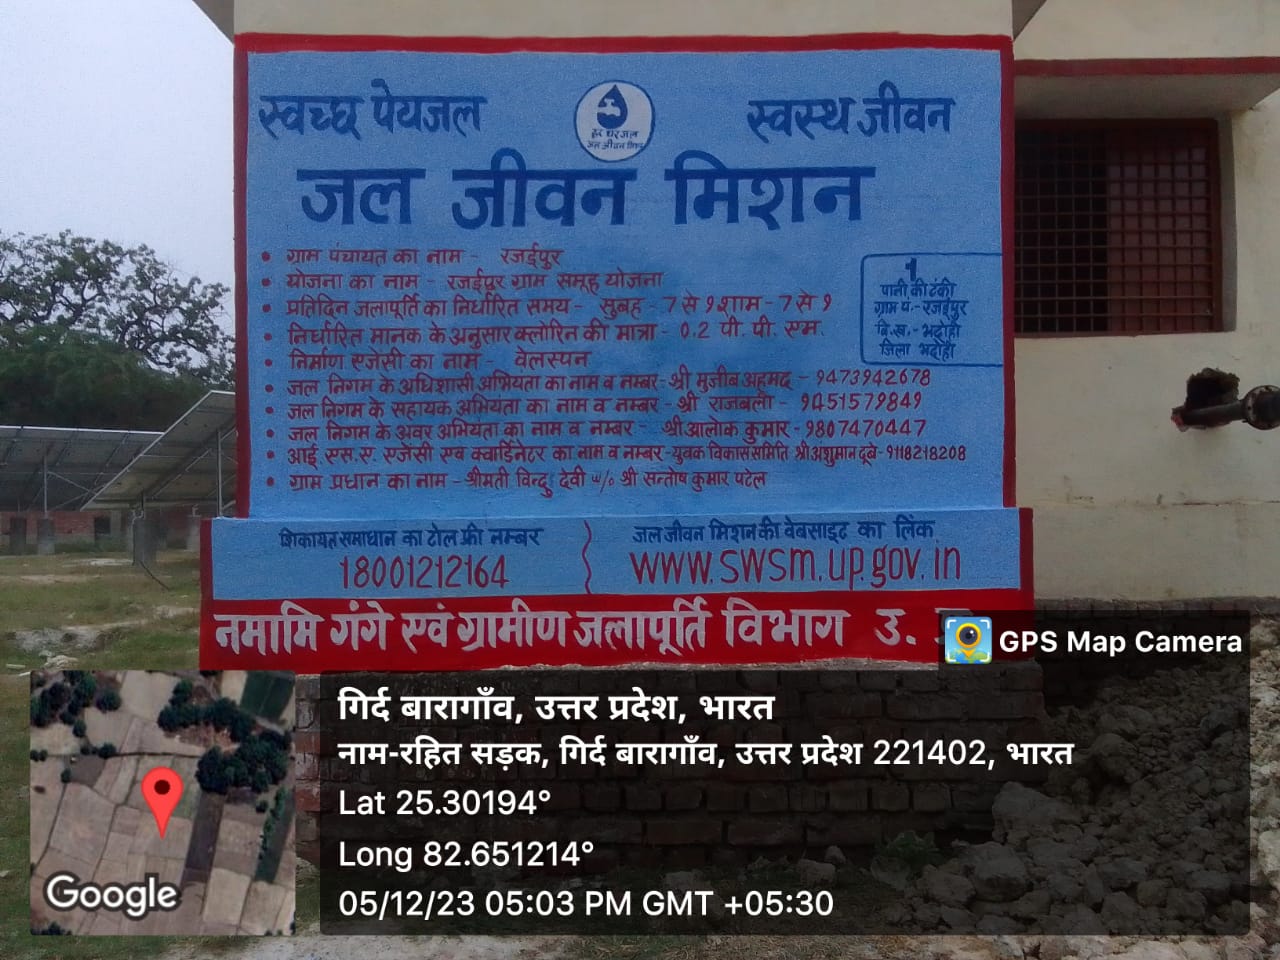 स्वच्छ पेयजल
हर घर जल
जल जीवन मिशन
स्वस्थ जीवन
जल जीवन मिशन
• ग्राम पंचायत का नाम - रजईपुर
• योजना का नाम - रजईपुर ग्राम समूह योजना
• प्रतिदिन जलापूर्ति का निर्धारित समय - सुबह - 7 से 9 शाम - 7 से 9
• निर्धारित मानक के अनुसार क्लोरिन की मात्रा - 0.2 पी. पी. एम.
• निर्माण एजेंसी का नाम - वेलस्पन
• जल निगम के अधिशासी अभियंता का नाम व नम्बर - श्री मुजीब अहमद - 9473942678
• जल निगम के सहायक अभियंता का नाम व नम्बर - श्री राजबली - 9451579849
• जल निगम के अवर अभियंता का नाम व नम्बर - श्री आलोक कुमार - 9807470447
• आई. एस. ए. एजेंसी एंव क्वार्डिनेटर का नाम व नम्बर - युवक विकास समिति श्री अशुमान दूबे - 9118218208
• ग्राम प्रधान का नाम - श्रीमती विन्दु देवी w/o श्री सन्तोष कुमार पटेल
1
पानी की टंकी
ग्राम पं. - रजईपुर
वि.ख. - भदोही
जिला भदोही
शिकायत समाधान का टोल फ्री नम्बर
18001212164
जल जीवन मिशन की वेबसाइट का लिंक
www.swsm.up.gov.in
नमामि गंगे एवं ग्रामीण जलापूर्ति विभाग उ.
GPS Map Camera
गिर्द बारागाँव, उत्तर प्रदेश, भारत
नाम-रहित सड़क, गिर्द बारागाँव, उत्तर प्रदेश 221402, भारत
Lat 25.30194°
Long 82.651214°
05/12/23 05:03 PM GMT +05:30
Google